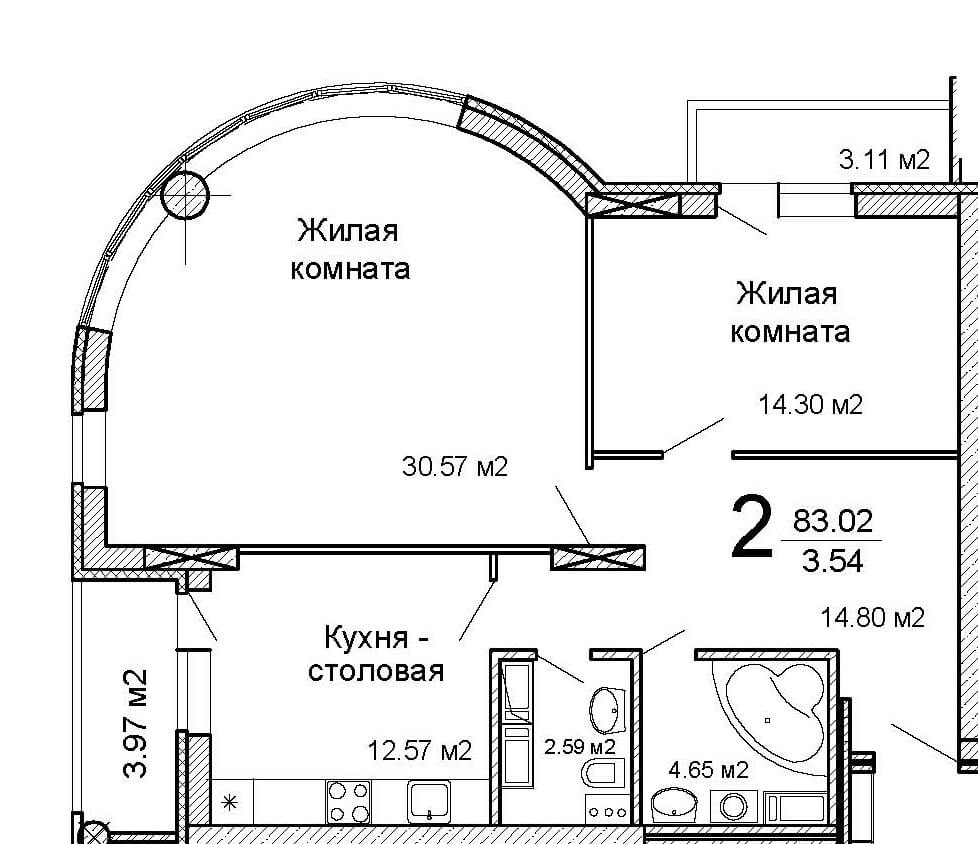 3.11 м2
Жилая
комната
Жилая
комната
14.30 м2
30.57 м2
2
83.02
3.54
14.80 м2
Кухня -
столовая
3.97 м2
12.57 м2
2.59 м2
4.65 м2